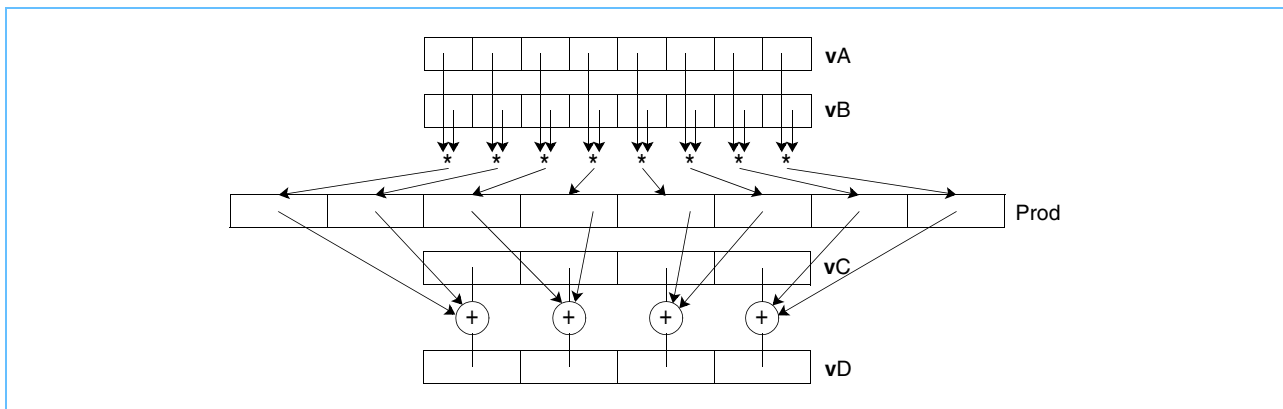 vA
vB
* * * * * * * *
Prod
vC
+ + + +
vD